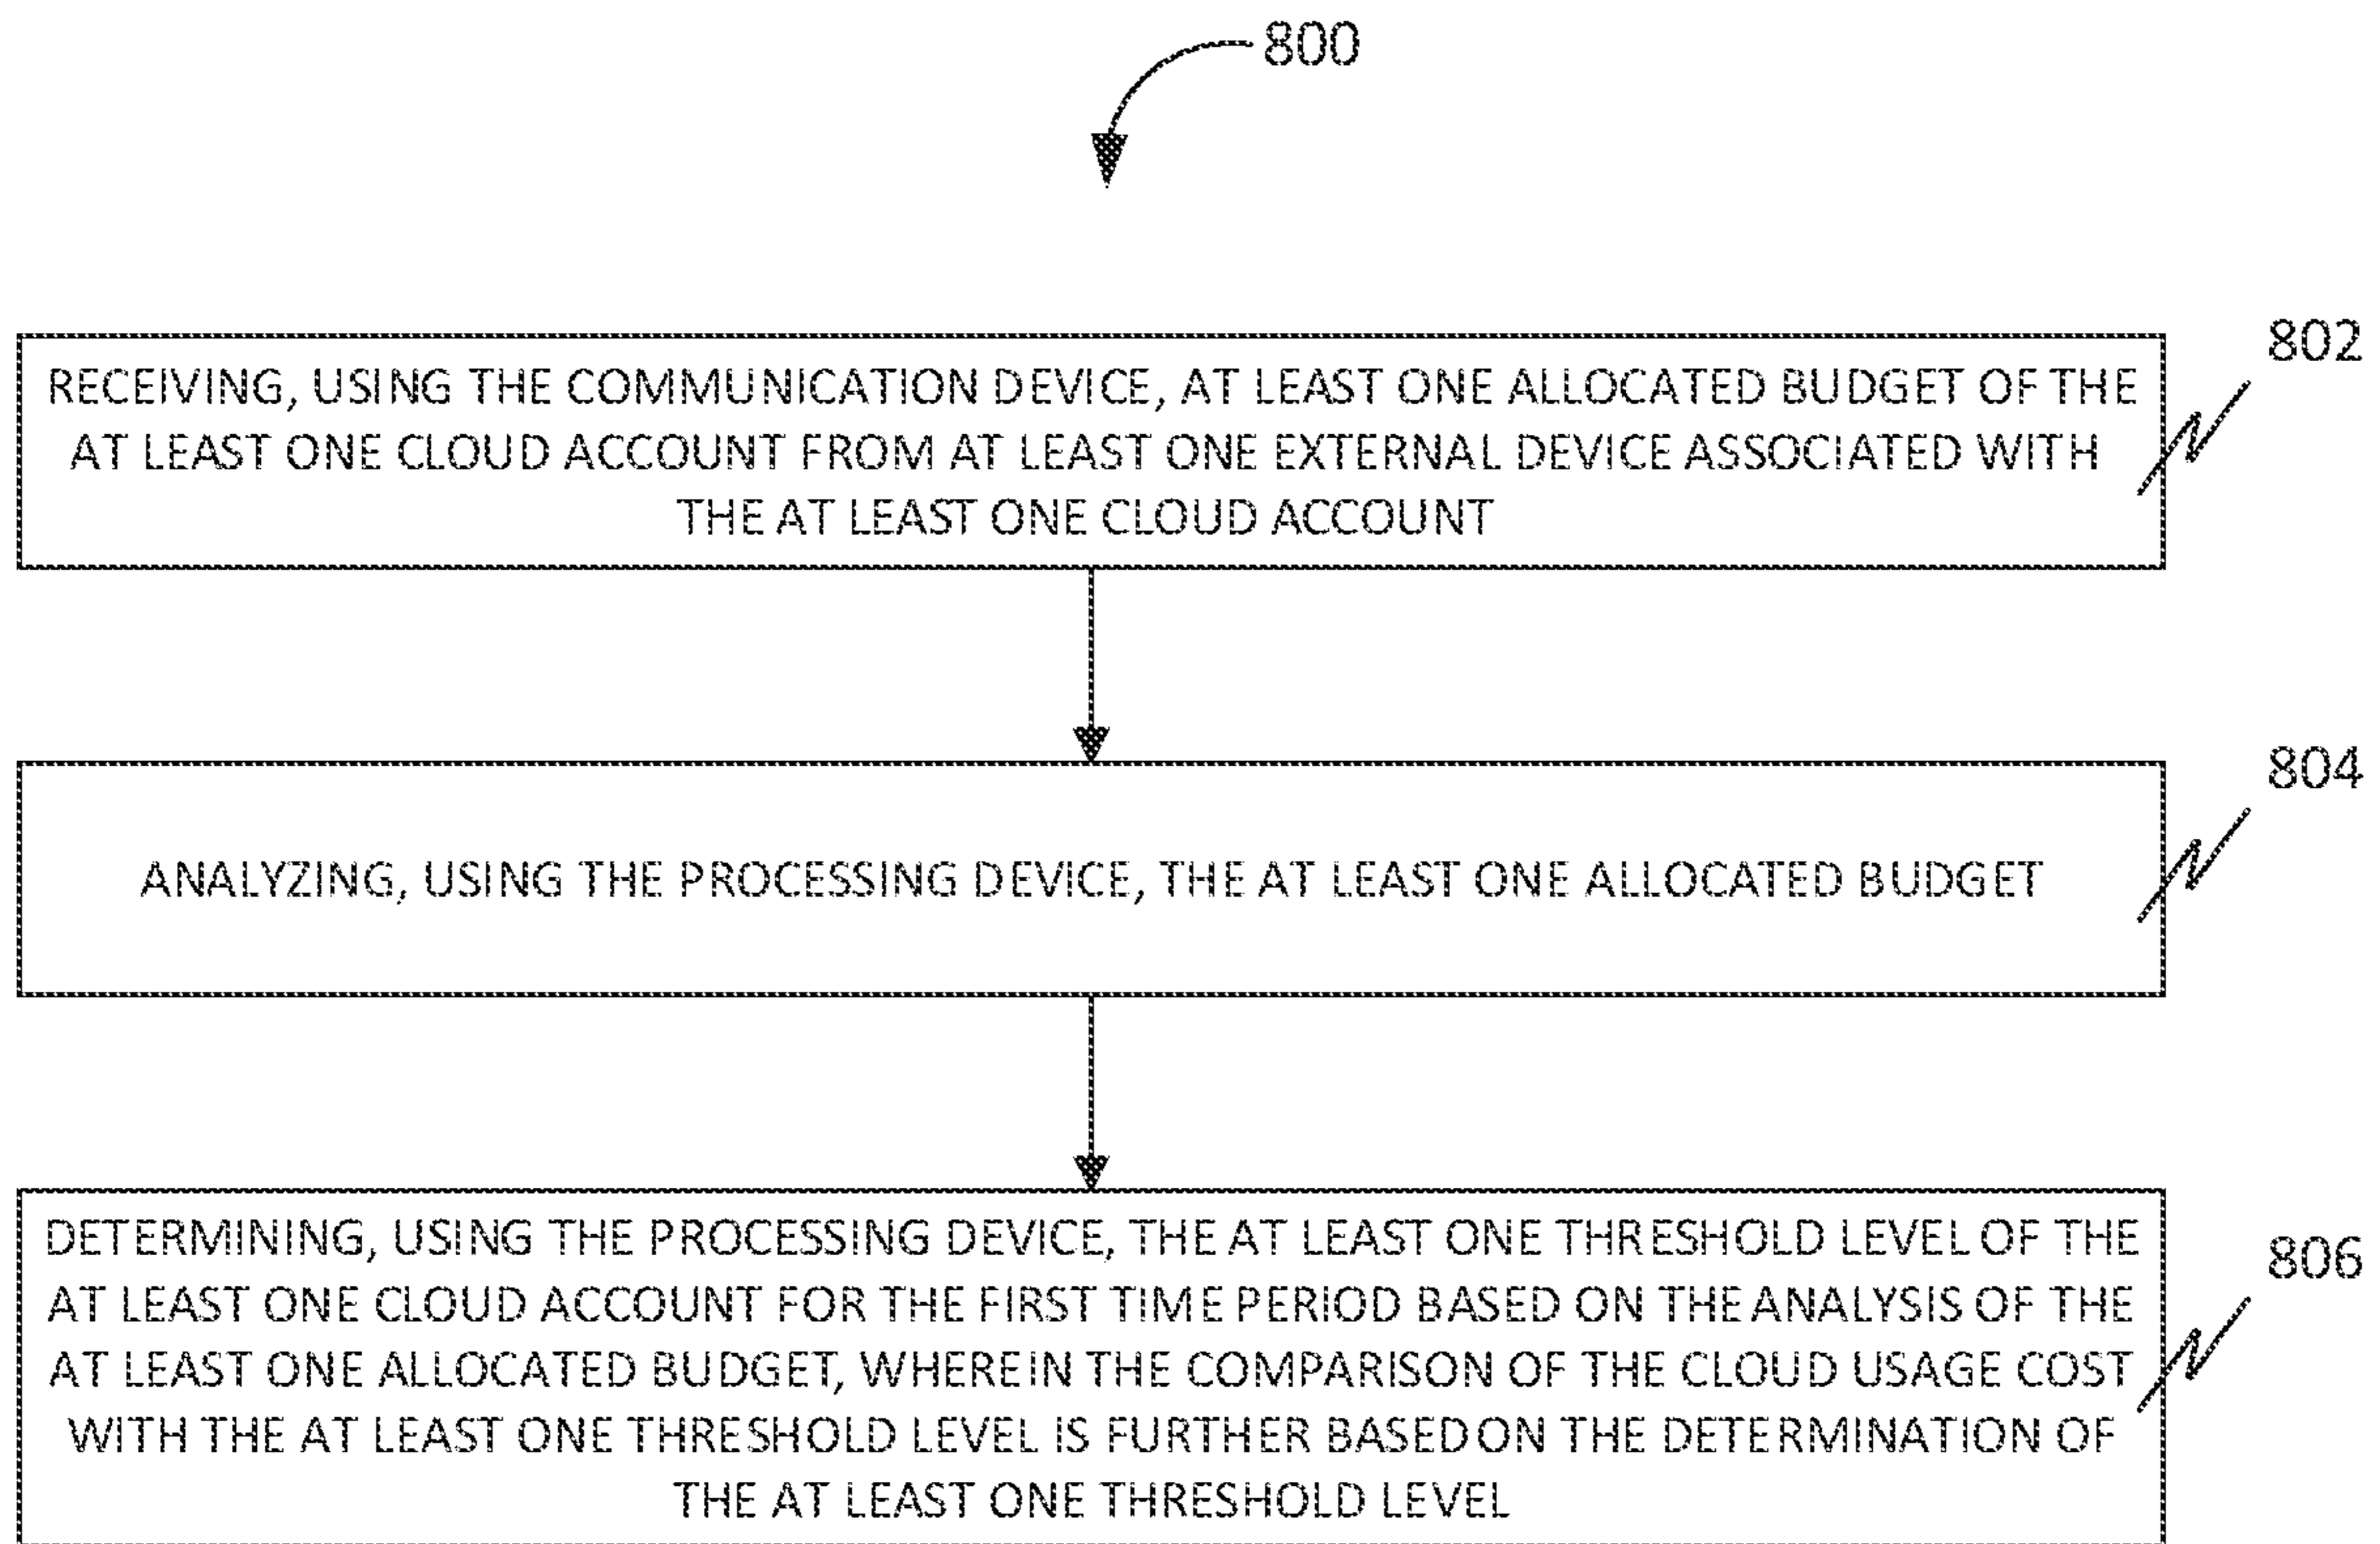 800
802
RECEIVING, USING THE COMMUNICATION DEVICE, AT LEAST ONE ALLOCATED BUDGET OF THE
AT LEAST ONE CLOUD ACCOUNT FROM AT LEAST ONE EXTERNAL DEVICE ASSOCIATED WITH
THE AT LEAST ONE CLOUD ACCOUNT
804
ANALYZING, USING THE PROCESSING DEVICE, THE AT LEAST ONE ALLOCATED BUDGET
806
DETERMINING, USING THE PROCESSING DEVICE, THE AT LEAST ONE THRESHOLD LEVEL OF THE
AT LEAST ONE CLOUD ACCOUNT FOR THE FIRST TIME PERIOD BASED ON THE ANALYSIS OF THE
AT LEAST ONE ALLOCATED BUDGET, WHEREIN THE COMPARISON OF THE CLOUD USAGE COST
WITH THE AT LEAST ONE THRESHOLD LEVEL IS FURTHER BASED ON THE DETERMINATION OF
THE AT LEAST ONE THRESHOLD LEVEL